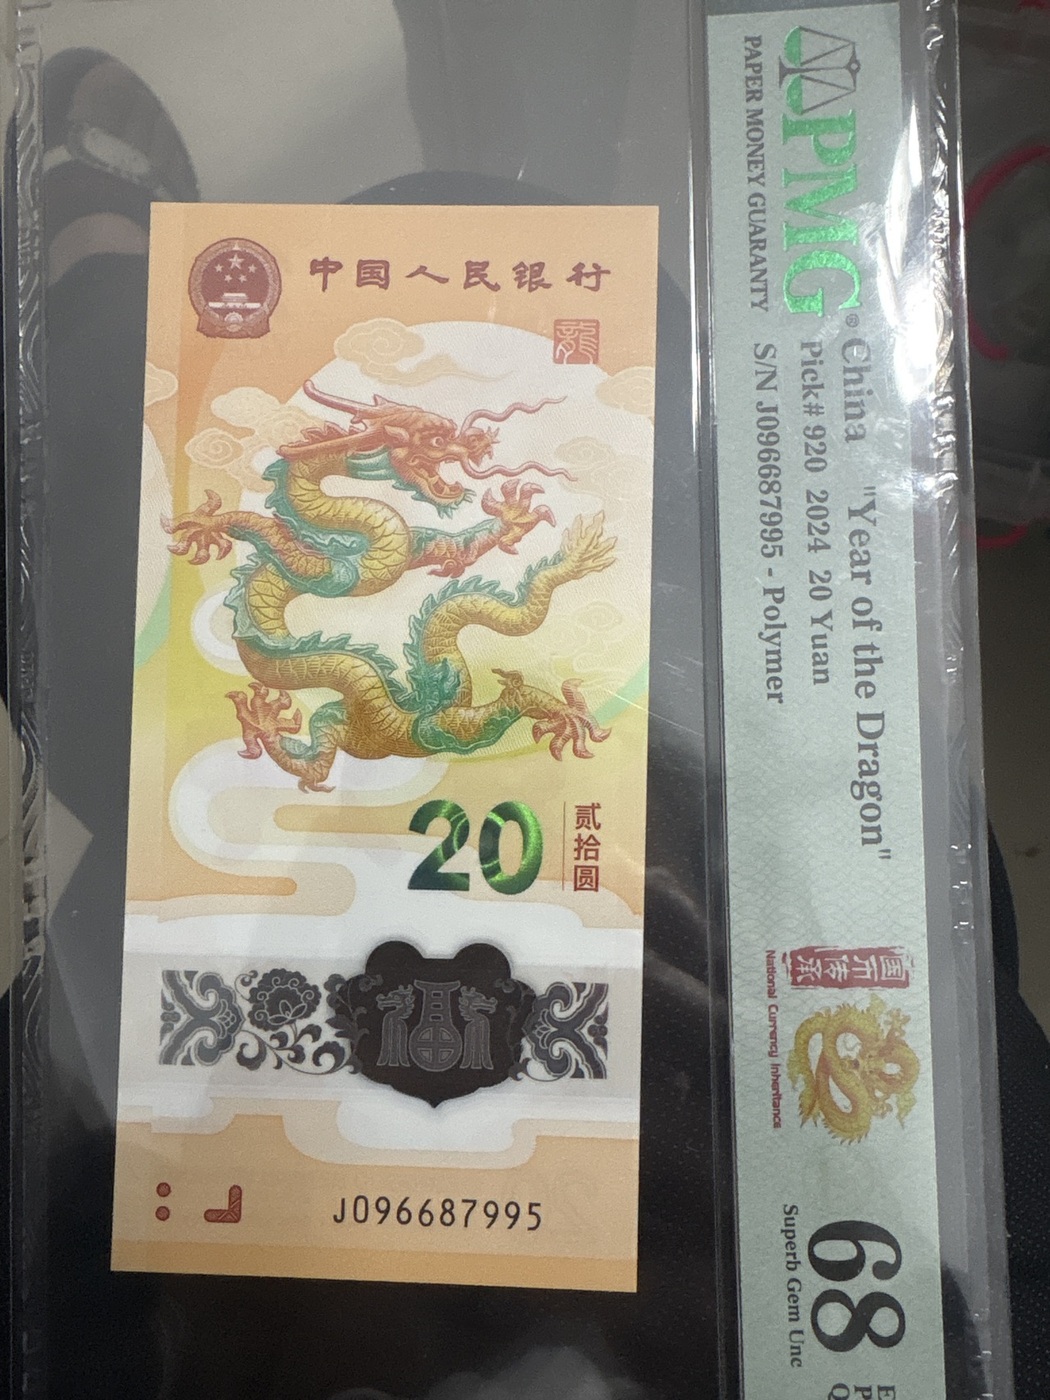 中国人民银行
龍
20
贰拾圆
J096687995
PMG®
PAPER MONEY GUARANTY
China "Year of the Dragon"
Pick# 920 2024 20 Yuan
S/N J096687995 - Polymer
国币传承
National Currency Inheritance
68
Superb Gem Unc
E
P
Q